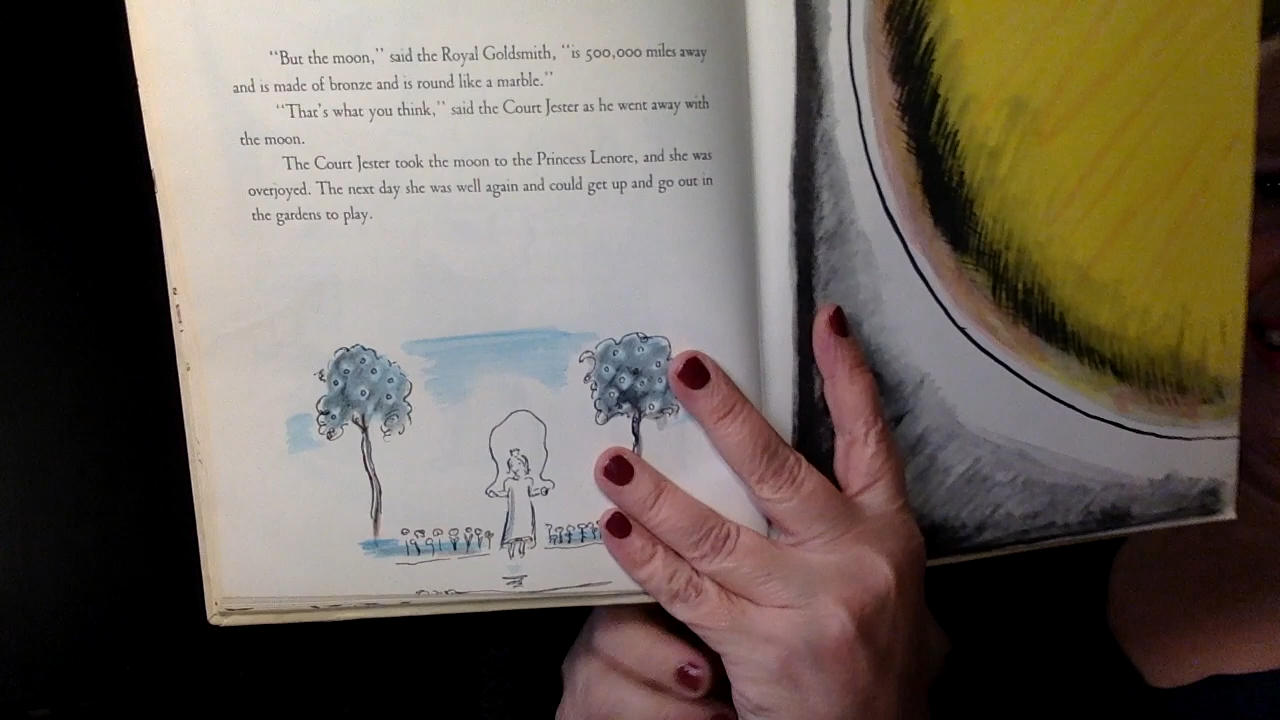 “But the moon,” said the Royal Goldsmith, “is 500,000 miles away
and is made of bronze and is round like a marble.”
“That’s what you think,” said the Court Jester as he went away with
the moon.
The Court Jester took the moon to the Princess Lenore, and she was
overjoyed. The next day she was well again and could get up and go out in
the gardens to play.